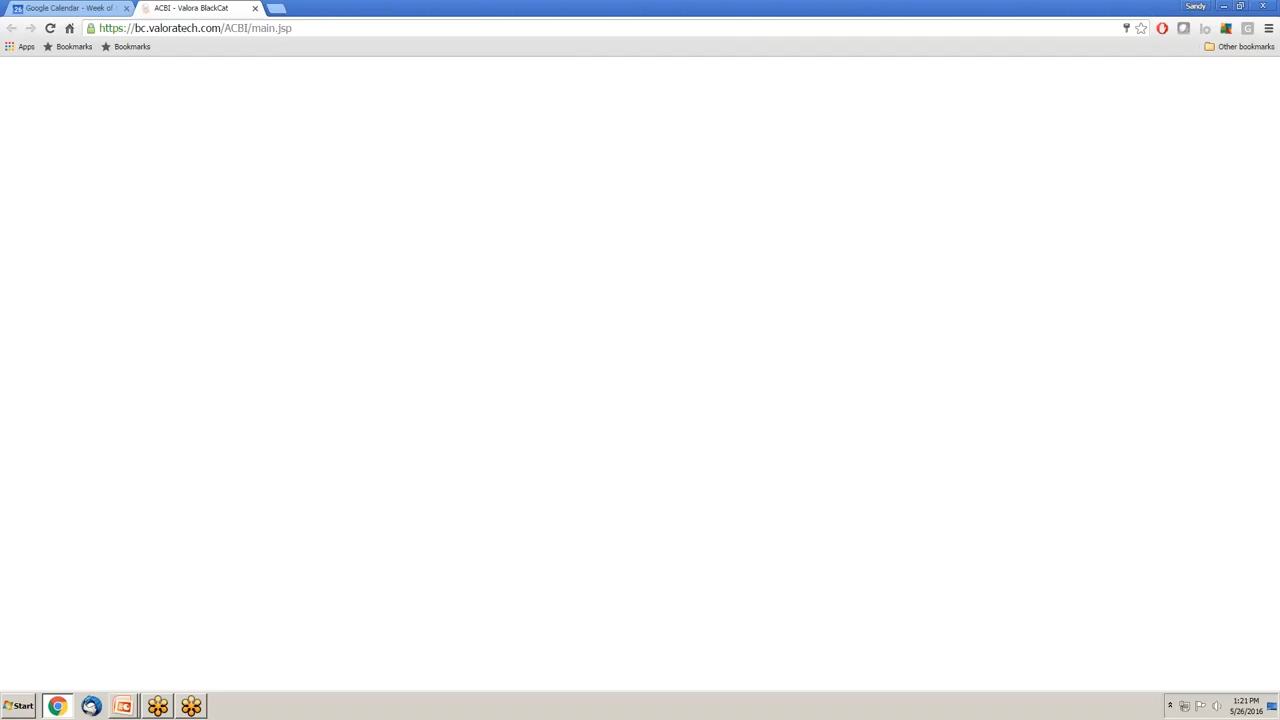 26 Google Calendar - Week of
ACBI - Valora BlackCat
Sandy
https://bc.valoratech.com/ACBI/main.jsp
Apps
Bookmarks
Bookmarks
Other bookmarks
Start
1:21 PM
5/26/2016